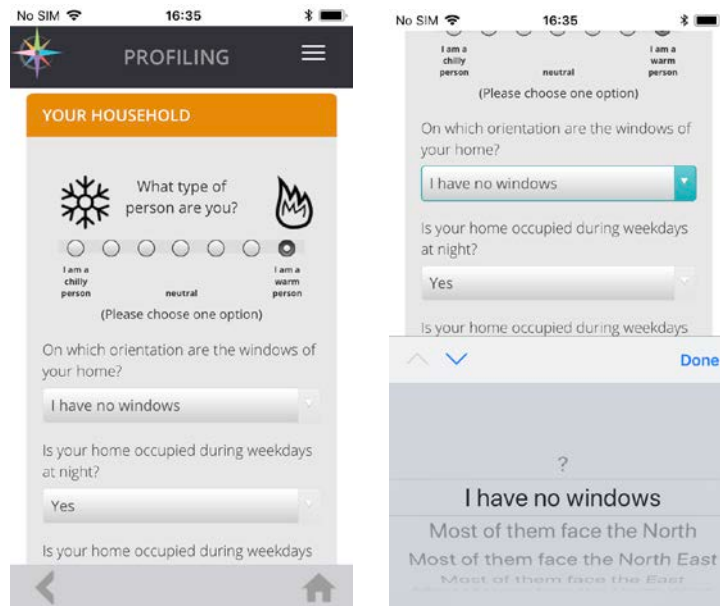 No SIM 16:35
PROFILING
YOUR HOUSEHOLD
What type of
person are you?
I am a
chilly
person
neutral
I am a
warm
person
(Please choose one option)
On which orientation are the windows of
your home?
I have no windows
Is your home occupied during weekdays
at night?
Yes
Is your home occupied during weekdays
No SIM 16:35
I am a
chilly
person
neutral
I am a
warm
person
(Please choose one option)
On which orientation are the windows of
your home?
I have no windows
Is your home occupied during weekdays
at night?
Yes
Is your home occupied during weekdays
Done
?
I have no windows
Most of them face the North
Most of them face the North East
Most of them face the East